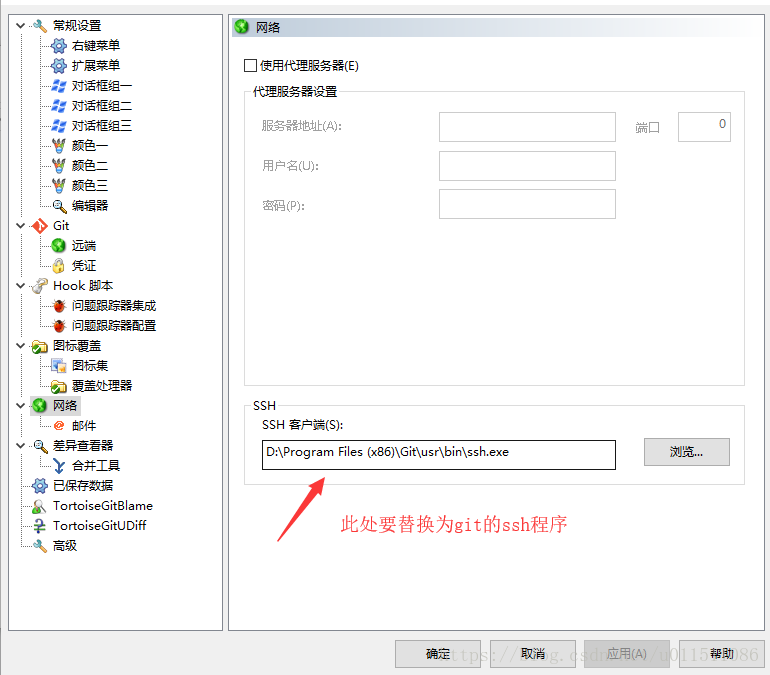 常规设置
右键菜单
扩展菜单
对话框组一
对话框组二
对话框组三
颜色一
颜色二
颜色三
编辑器
Git
远端
凭证
Hook 脚本
问题跟踪器集成
问题跟踪器配置
图标覆盖
图标集
覆盖处理器
网络
邮件
差异查看器
合并工具
已保存数据
TortoiseGitBlame
TortoiseGitUDiff
高级
网络
使用代理服务器(E)
代理服务器设置
服务器地址(A):
端口
0
用户名(U):
密码(P):
SSH
SSH 客户端(S):
D:\Program Files (x86)\Git\usr\bin\ssh.exe
浏览...
此处要替换为git的ssh程序
确定
取消
应用(A)
帮助